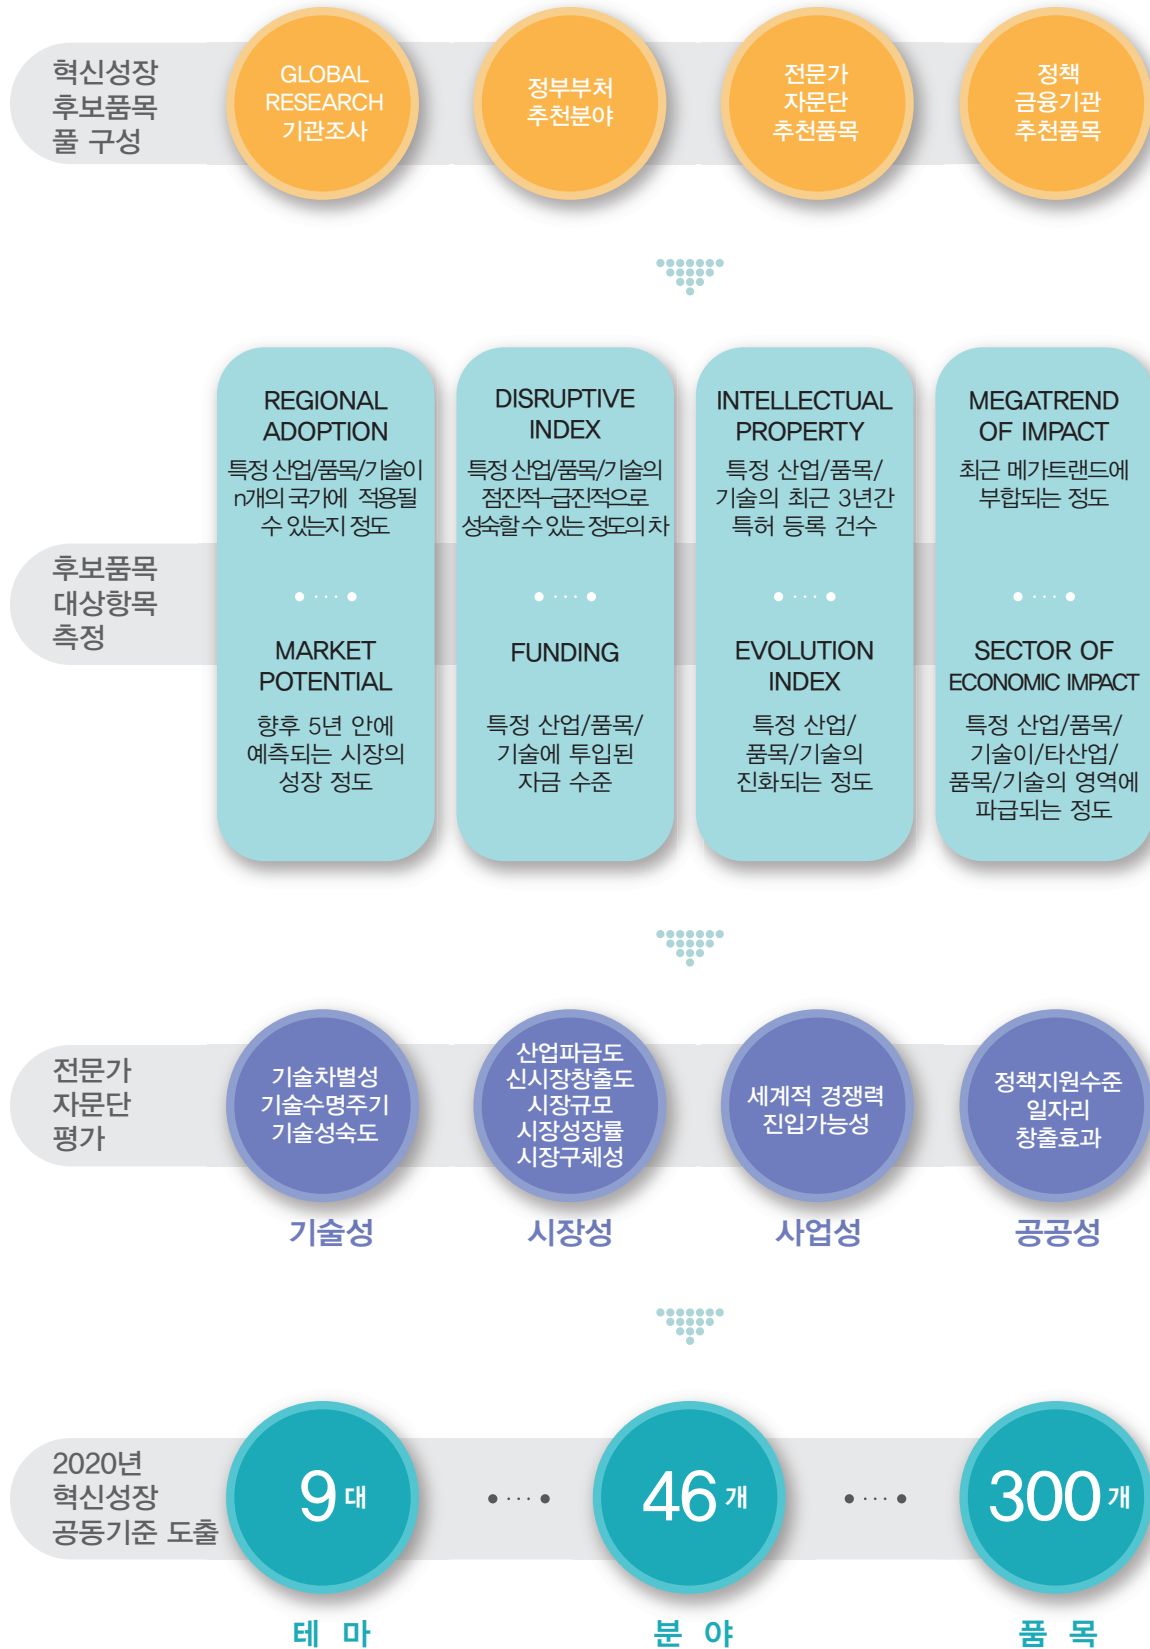 혁신성장
후보품목
풀 구성
GLOBAL
RESEARCH
기관조사
정부부처
추천분야
전문가
자문단
추천품목
정책
금융기관
추천품목
후보품목
대상항목
측정
REGIONAL
ADOPTION
특정 산업/품목/기술이
n개의 국가에 적용될
수 있는지 정도
MARKET
POTENTIAL
향후 5년 안에
예측되는 시장의
성장 정도
DISRUPTIVE
INDEX
특정 산업/품목/기술의
점진적-급진적으로
성숙할 수 있는 정도의 차
FUNDING
특정 산업/품목/
기술에 투입된
자금 수준
INTELLECTUAL
PROPERTY
특정 산업/품목/
기술의 최근 3년간
특허 등록 건수
EVOLUTION
INDEX
특정 산업/
품목/기술의
진화되는 정도
MEGATREND
OF IMPACT
최근 메가트랜드에
부합되는 정도
SECTOR OF
ECONOMIC IMPACT
특정 산업/품목/
기술이/타산업/
품목/기술의 영역에
파급되는 정도
전문가
자문단
평가
기술차별성
기술수명주기
기술성숙도
기술성
산업파급도
신시장창출도
시장규모
시장성장률
시장구체성
시장성
세계적 경쟁력
진입가능성
사업성
정책지원수준
일자리
창출효과
공공성
2020년
혁신성장
공동기준 도출
9 대
테 마
46 개
분 야
300 개
품 목